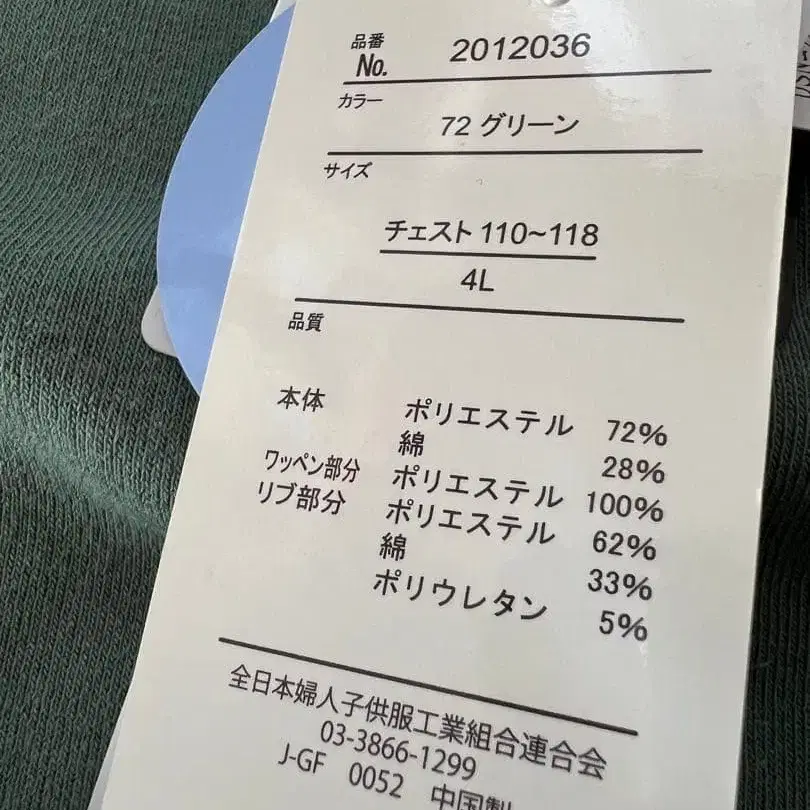 品番
No. 2012036
カラー
72 グリーン
サイズ
チェスト 110~118
4L
品質
本体 ポリエステル 72%
綿 28%
ワッペン部分 ポリエステル 100%
リブ部分 ポリエステル 62%
綿 33%
ポリウレタン 5%
全日本婦人子供服工業組合連合会
03-3866-1299
J-GF 0052 中国製